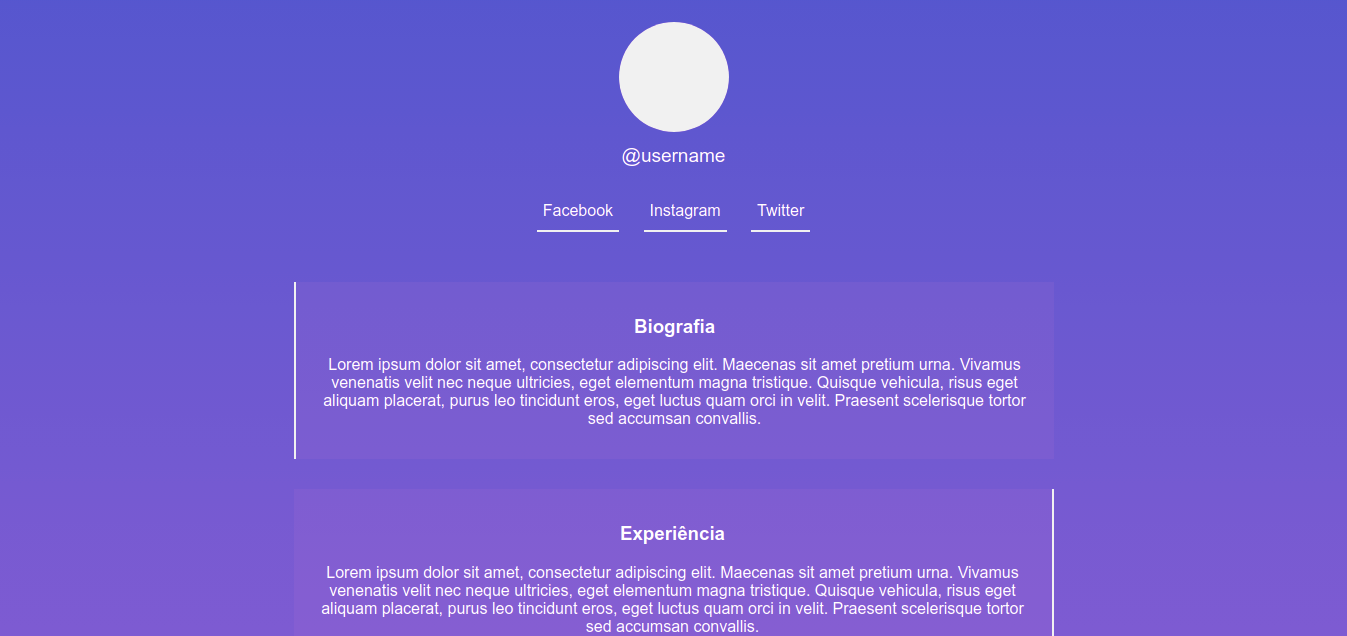 @username
Facebook Instagram Twitter
Biografia
Lorem ipsum dolor sit amet, consectetur adipiscing elit. Maecenas sit amet pretium urna. Vivamus
venenatis velit nec neque ultricies, eget elementum magna tristique. Quisque vehicula, risus eget
aliquam placerat, purus leo tincidunt eros, eget luctus quam orci in velit. Praesent scelerisque tortor
sed accumsan convallis.
Experiência
Lorem ipsum dolor sit amet, consectetur adipiscing elit. Maecenas sit amet pretium urna. Vivamus
venenatis velit nec neque ultricies, eget elementum magna tristique. Quisque vehicula, risus eget
aliquam placerat, purus leo tincidunt eros, eget luctus quam orci in velit. Praesent scelerisque tortor
sed accumsan convallis.